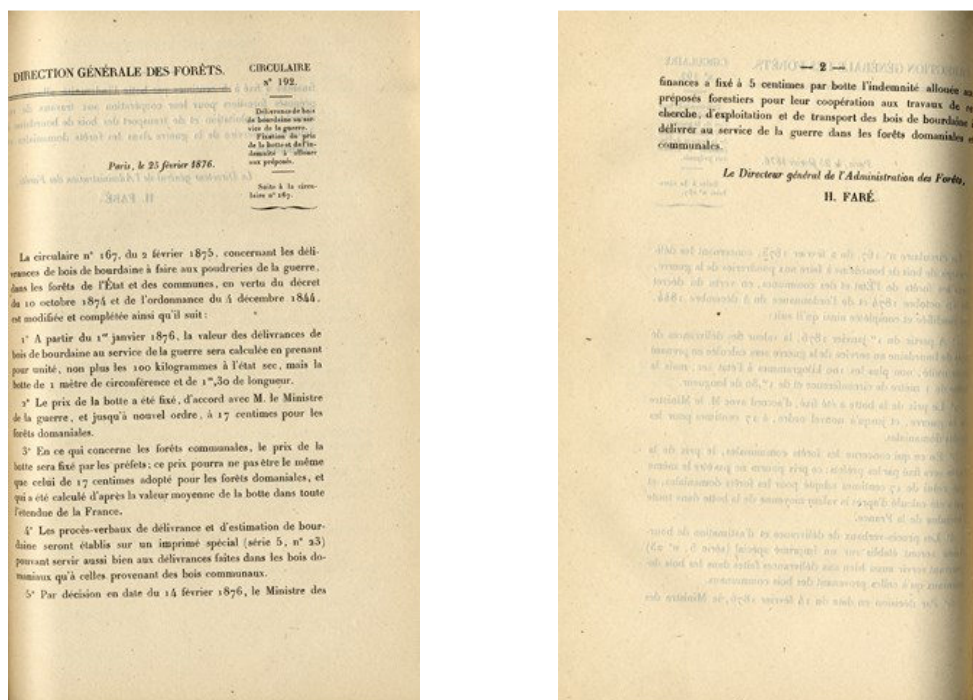 DIRECTION GÉNÉRALE DES FORÊTS.
CIRCULAIRE
n° 192.
Délivrance de bois
de bourdaine au ser-
vice de la guerre.
Fixation du prix
de la botte et de l'in-
demnité à allouer
aux préposés.
Suite à la circu-
laire n° 167.
Paris, le 25 février 1876.
La circulaire n° 167, du 2 février 1875, concernant les déli-
vrances de bois de bourdaine à faire aux poudreries de la guerre,
dans les forêts de l'État et des communes, en vertu du décret
du 10 octobre 1874 et de l'ordonnance du 4 décembre 1844,
est modifiée et complétée ainsi qu'il suit :
1° A partir du 1er janvier 1876, la valeur des délivrances de
bois de bourdaine au service de la guerre sera calculée en prenant
pour unité, non plus les 100 kilogrammes à l'état sec, mais la
botte de 1 mètre de circonférence et de 1m,30 de longueur.
2° Le prix de la botte a été fixé, d'accord avec M. le Ministre
de la guerre, et jusqu'à nouvel ordre, à 17 centimes pour les
forêts domaniales.
3° En ce qui concerne les forêts communales, le prix de la
botte sera fixé par les préfets; ce prix pourra ne pas être le même
que celui de 17 centimes adopté pour les forêts domaniales, et
qui a été calculé d'après la valeur moyenne de la botte dans toute
l'étendue de la France.
4° Les procès-verbaux de délivrance et d'estimation de bour-
daine seront établis sur un imprimé spécial (série 5, n° 23)
pouvant servir aussi bien aux délivrances faites dans les bois do-
maniaux qu'à celles provenant des bois communaux.
5° Par décision en date du 14 février 1876, le Ministre des
— 2 —
finances a fixé à 5 centimes par botte l'indemnité allouée au
préposés forestiers pour leur coopération aux travaux de re
cherche, d'exploitation et de transport des bois de bourdaine à
délivrer au service de la guerre dans les forêts domaniales et
communales.
Le Directeur général de l'Administration des Forêts,
H. FARÉ.